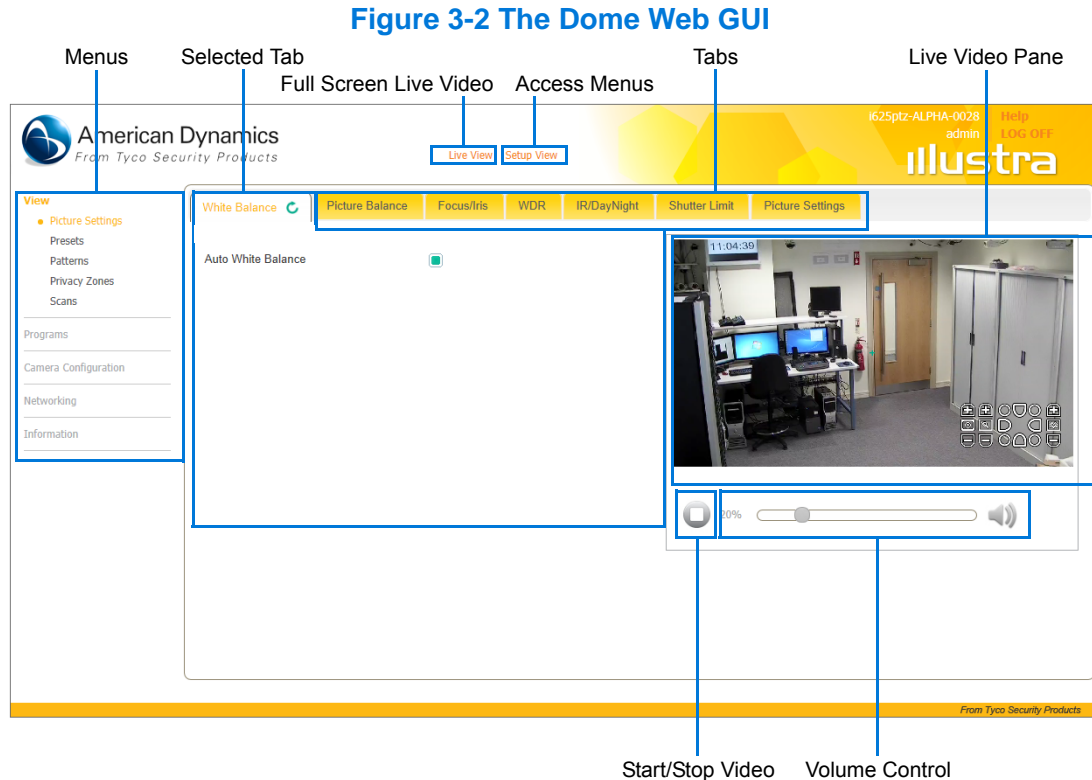 Figure 3-2 The Dome Web GUI
Menus
Selected Tab
Tabs
Live Video Pane
Full Screen Live Video
Access Menus
American Dynamics
From Tyco Security Products
Live View
Setup View
i625ptz-ALPHA-0028
Help
admin
LOG OFF
illustra
View
Picture Settings
Presets
Patterns
Privacy Zones
Scans
Programs
Camera Configuration
Networking
Information
White Balance
Picture Balance
Focus/Iris
WDR
IR/DayNight
Shutter Limit
Picture Settings
Auto White Balance
11:04:39
20%
From Tyco Security Products
Start/Stop Video
Volume Control